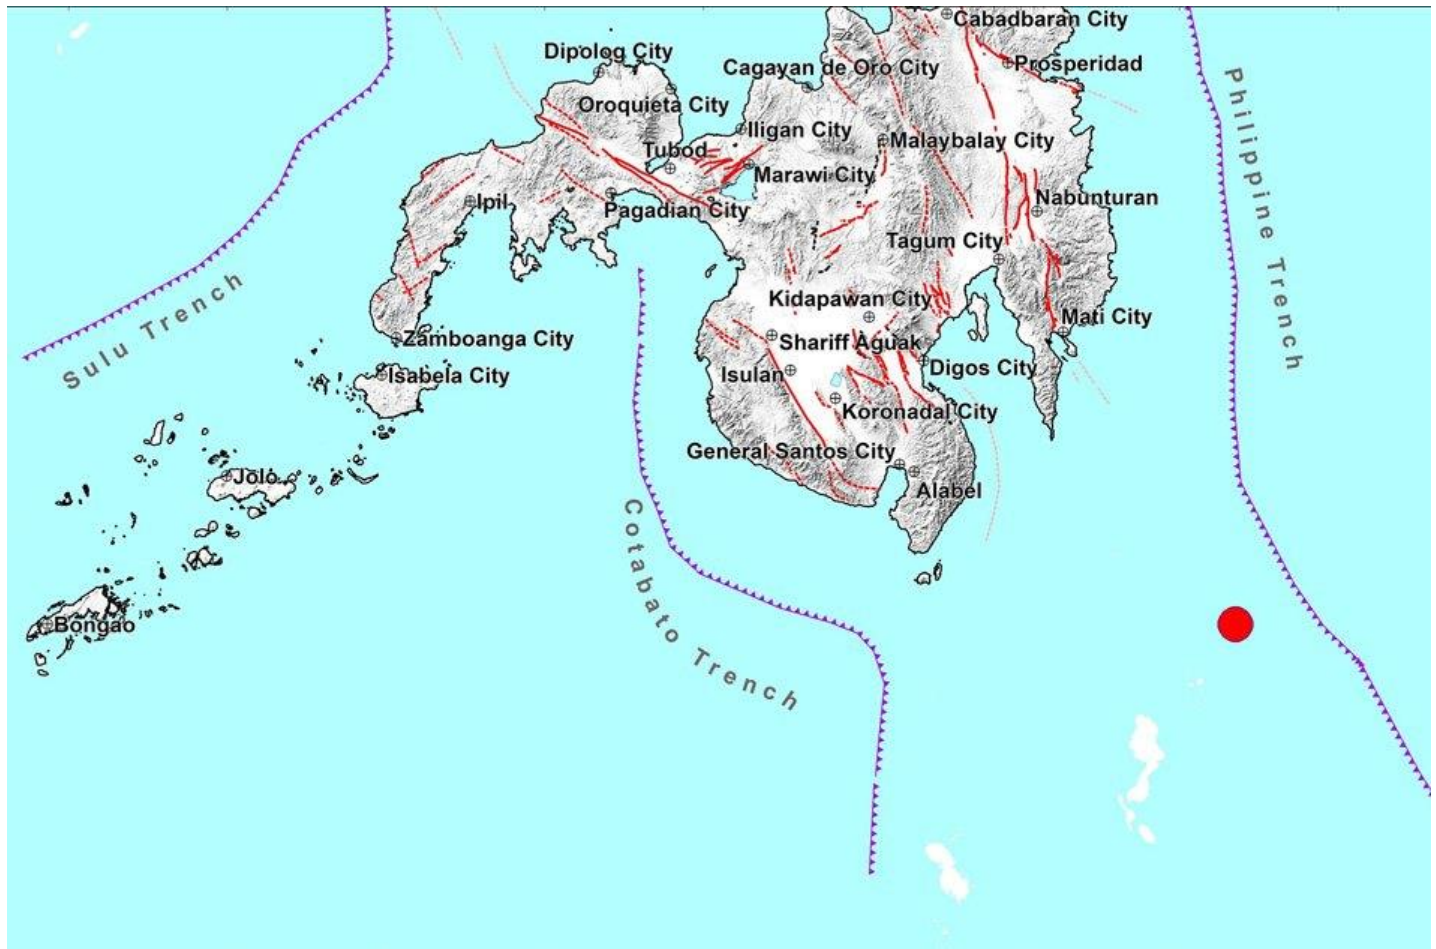 Cabadbaran City
Dipolog City
Cagayan de Oro City
Prosperidad
Oroquieta City
Iligan City
Malaybalay City
Tubod
Marawi City
Nabunturan
Ipil
Pagadian City
Tagum City
Philippine Trench
Kidapawan City
Mati City
Sulu Trench
Zamboanga City
Shariff Aguak
Isabela City
Isulan
Digos City
Koronadal City
General Santos City
Jolo
Alabel
Cotabato Trench
Bongao